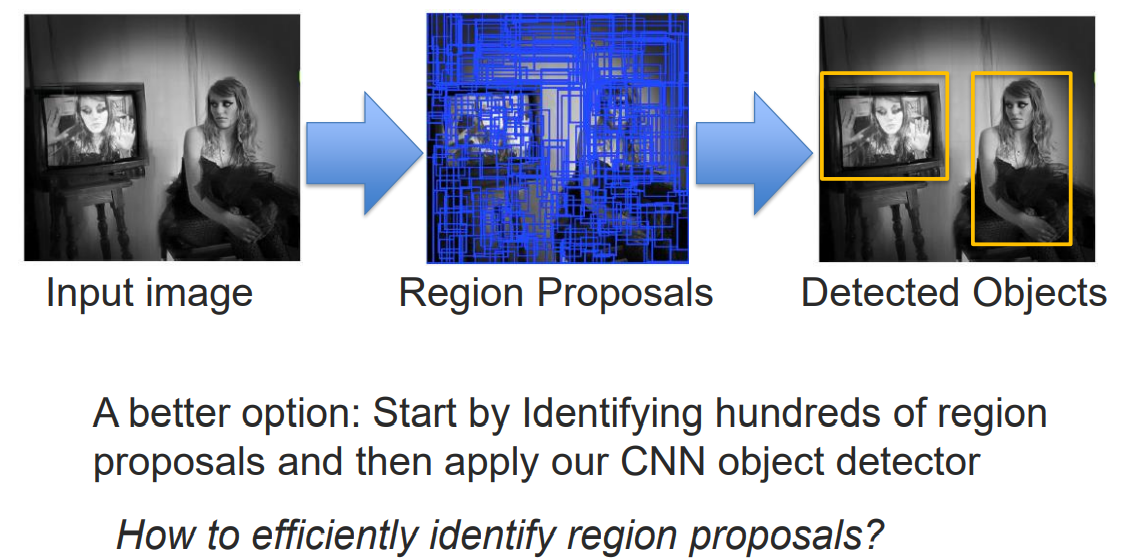 Input image
Region Proposals
Detected Objects
A better option: Start by Identifying hundreds of region
proposals and then apply our CNN object detector
How to efficiently identify region proposals?